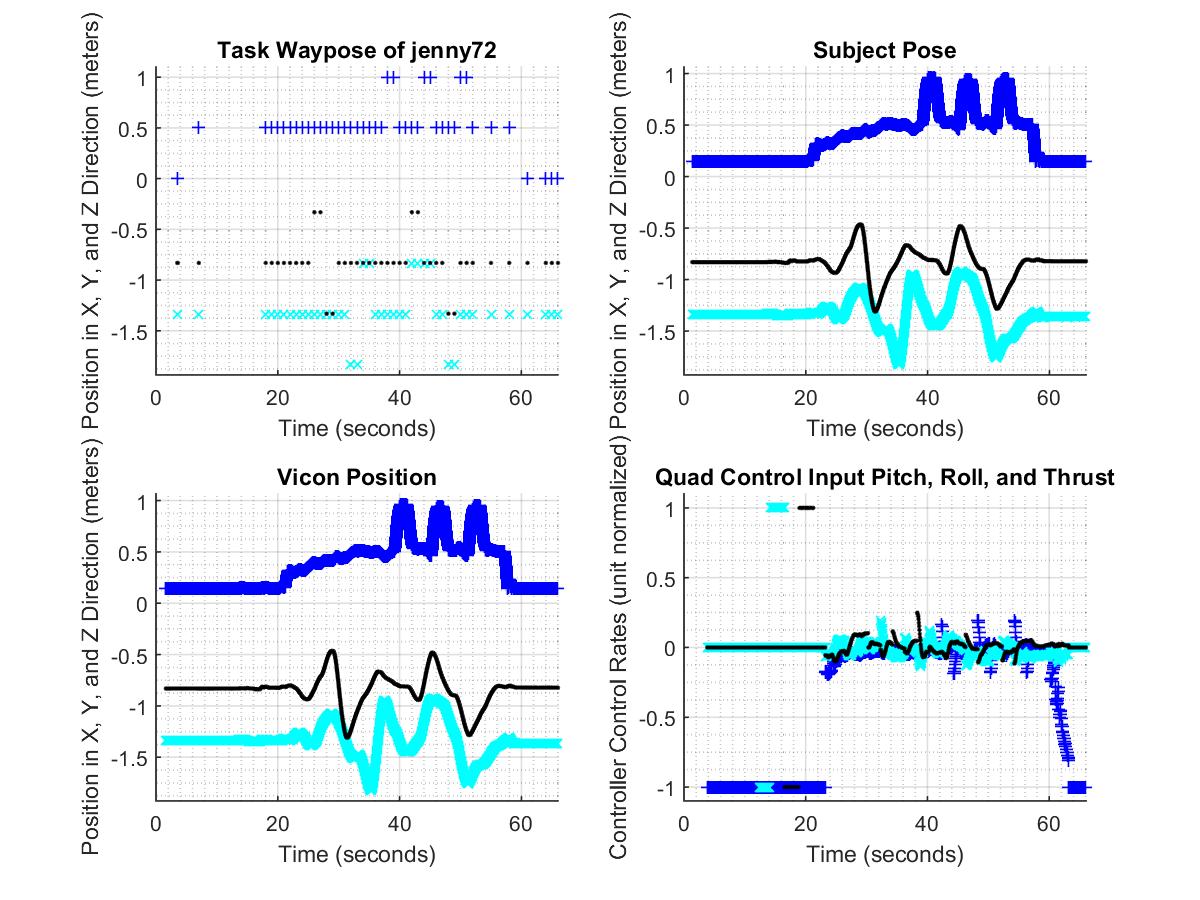 Task Waypose of jenny72
Position in X, Y, and Z Direction (meters)
1
0.5
0
-0.5
-1
-1.5
0 20 40 60
Time (seconds)
Subject Pose
Position in X, Y, and Z Direction (meters)
1
0.5
0
-0.5
-1
-1.5
0 20 40 60
Time (seconds)
Vicon Position
Position in X, Y, and Z Direction (meters)
1
0.5
0
-0.5
-1
-1.5
0 20 40 60
Time (seconds)
Quad Control Input Pitch, Roll, and Thrust
Controller Control Rates (unit normalized)
1
0.5
0
-0.5
-1
0 20 40 60
Time (seconds)